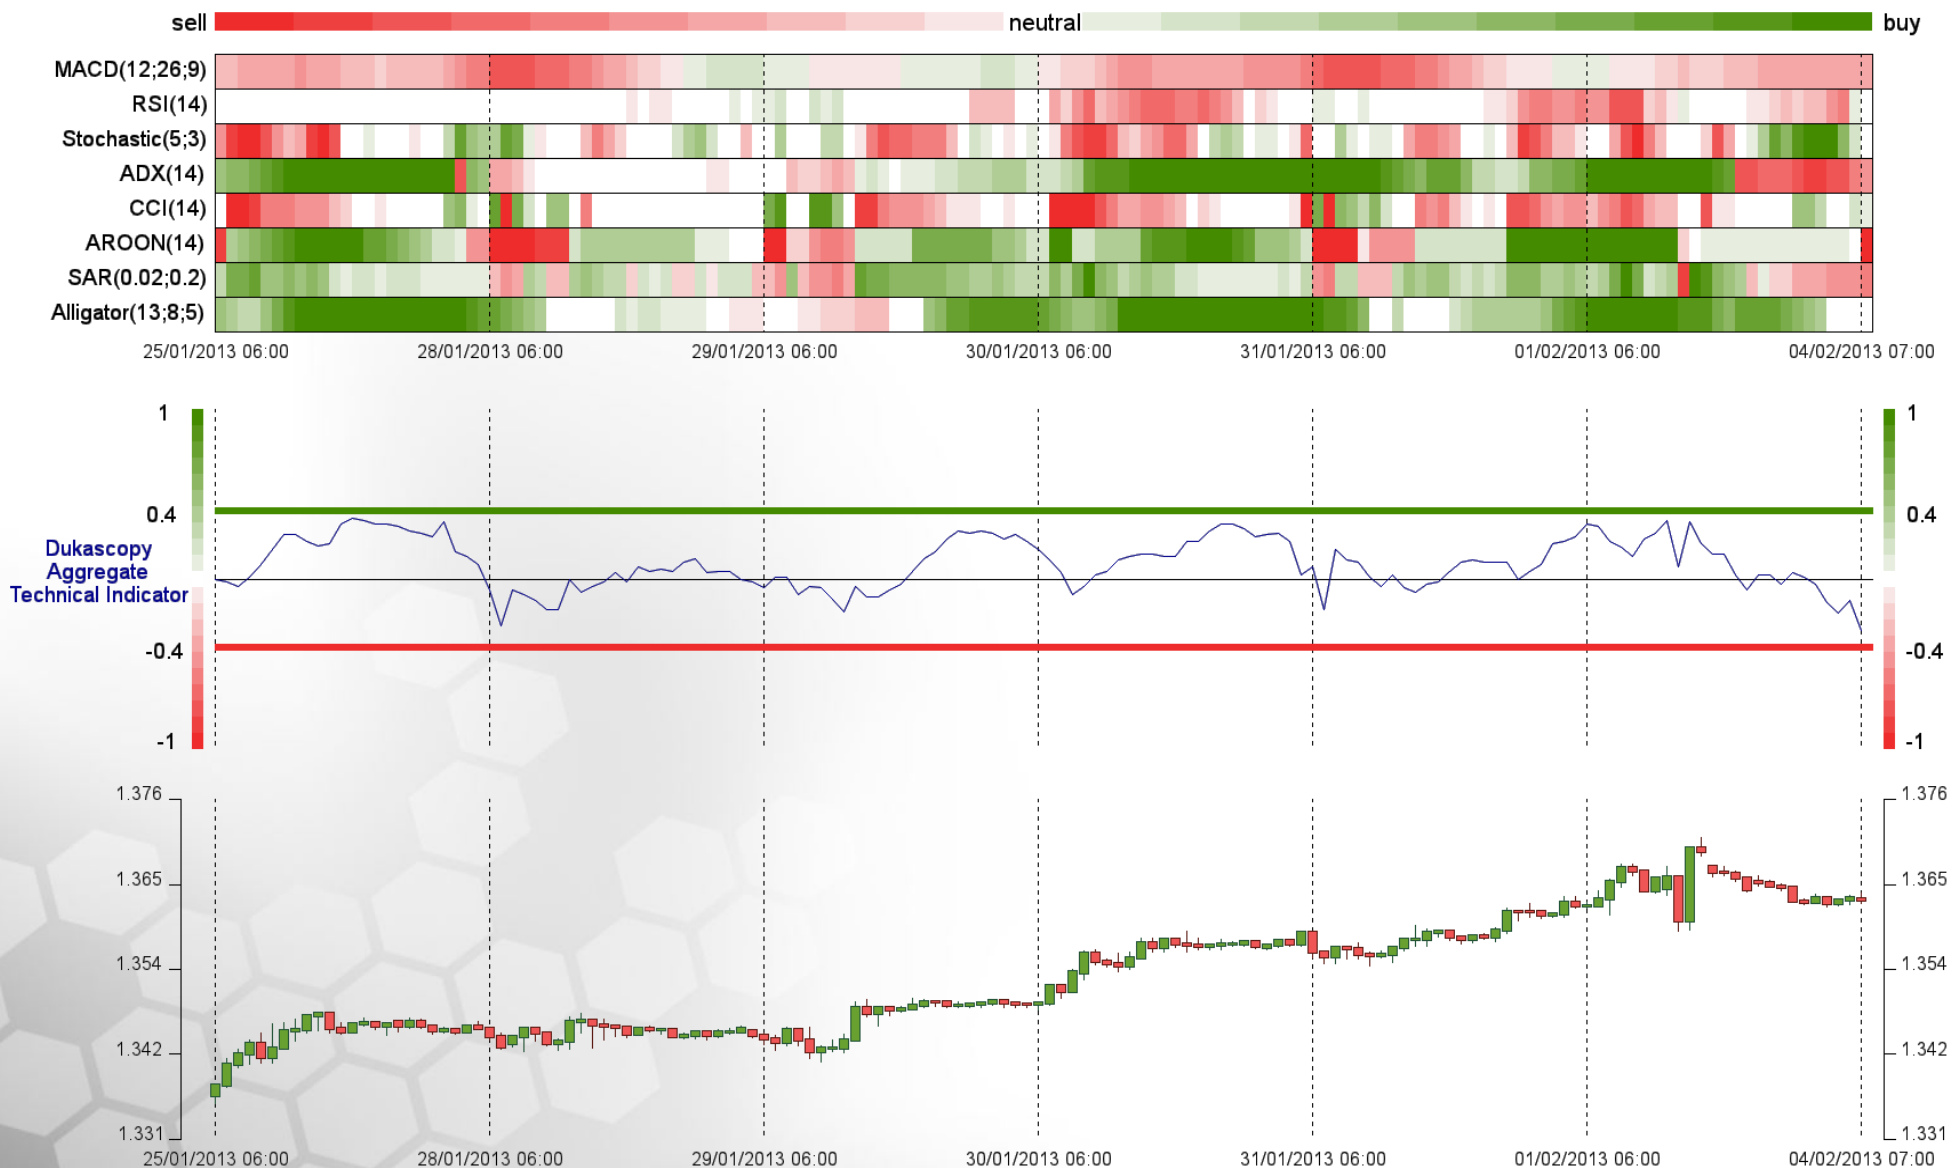 sell neutral buy
MACD(12;26;9)
RSI(14)
Stochastic(5;3)
ADX(14)
CCI(14)
AROON(14)
SAR(0.02;0.2)
Alligator(13;8;5)
25/01/2013 06:00 28/01/2013 06:00 29/01/2013 06:00 30/01/2013 06:00 31/01/2013 06:00 01/02/2013 06:00 04/02/2013 07:00
1 1
0.4 0.4
Dukascopy
Aggregate
Technical Indicator
-0.4 -0.4
-1 -1
1.376 1.376
1.365 1.365
1.354 1.354
1.342 1.342
1.331 1.331
25/01/2013 06:00 28/01/2013 06:00 29/01/2013 06:00 30/01/2013 06:00 31/01/2013 06:00 01/02/2013 06:00 04/02/2013 07:00